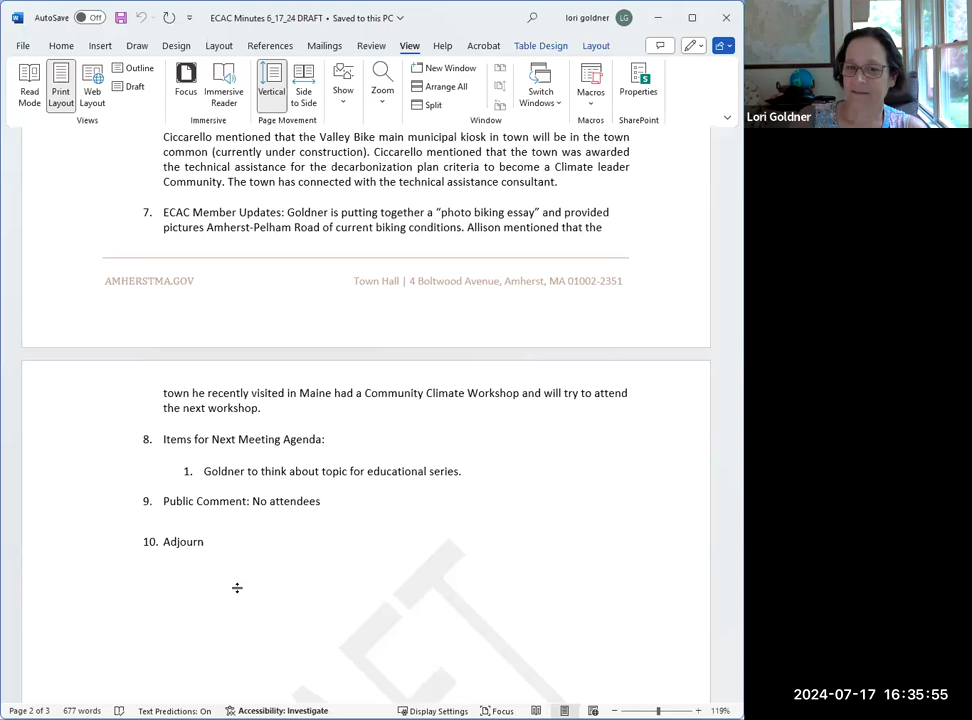 AutoSave Off ECAC Minutes 6_17_24 DRAFT • Saved to this PC lori goldner LG
File Home Insert Draw Design Layout References Mailings Review View Help Acrobat Table Design Layout
Read Mode Print Layout Web Layout Outline Draft Focus Immersive Reader Vertical Side to Side Show Zoom New Window Arrange All Split Switch Windows Macros Properties
Views Immersive Page Movement Window Macros SharePoint
Lori Goldner
Ciccarello mentioned that the Valley Bike main municipal kiosk in town will be in the town
common (currently under construction). Ciccarello mentioned that the town was awarded
the technical assistance for the decarbonization plan criteria to become a Climate leader
Community. The town has connected with the technical assistance consultant.
7. ECAC Member Updates: Goldner is putting together a “photo biking essay” and provided
pictures Amherst-Pelham Road of current biking conditions. Allison mentioned that the
AMHERSTMA.GOV Town Hall | 4 Boltwood Avenue, Amherst, MA 01002-2351
town he recently visited in Maine had a Community Climate Workshop and will try to attend
the next workshop.
8. Items for Next Meeting Agenda:
1. Goldner to think about topic for educational series.
9. Public Comment: No attendees
10. Adjourn
2024-07-17 16:35:55
Page 2 of 3 677 words Text Predictions: On Accessibility: Investigate Display Settings Focus 119%